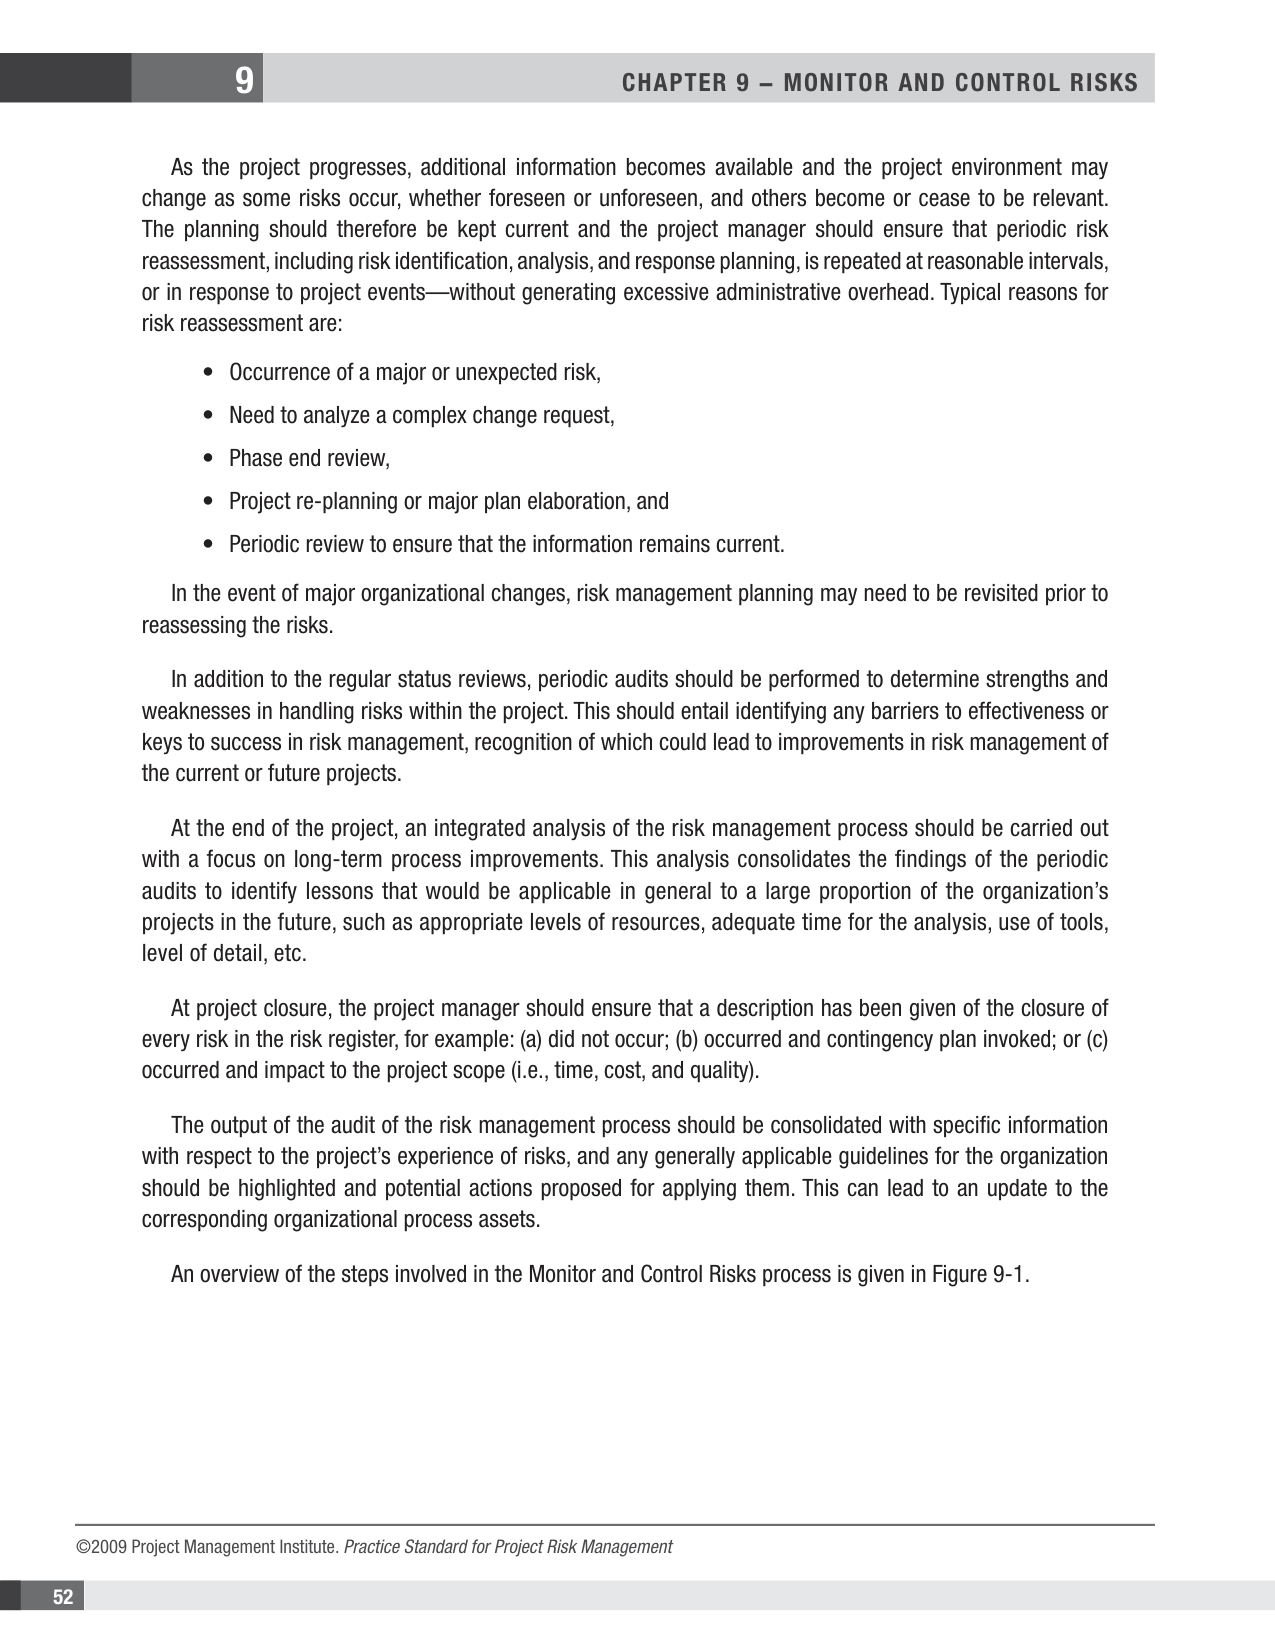 9
CHAPTER 9 – MONITOR AND CONTROL RISKS
As the project progresses, additional information becomes available and the project environment may
change as some risks occur, whether foreseen or unforeseen, and others become or cease to be relevant.
The planning should therefore be kept current and the project manager should ensure that periodic risk
reassessment, including risk identification, analysis, and response planning, is repeated at reasonable intervals,
or in response to project events—without generating excessive administrative overhead. Typical reasons for
risk reassessment are:
• Occurrence of a major or unexpected risk,
• Need to analyze a complex change request,
• Phase end review,
• Project re-planning or major plan elaboration, and
• Periodic review to ensure that the information remains current.
In the event of major organizational changes, risk management planning may need to be revisited prior to
reassessing the risks.
In addition to the regular status reviews, periodic audits should be performed to determine strengths and
weaknesses in handling risks within the project. This should entail identifying any barriers to effectiveness or
keys to success in risk management, recognition of which could lead to improvements in risk management of
the current or future projects.
At the end of the project, an integrated analysis of the risk management process should be carried out
with a focus on long-term process improvements. This analysis consolidates the findings of the periodic
audits to identify lessons that would be applicable in general to a large proportion of the organization’s
projects in the future, such as appropriate levels of resources, adequate time for the analysis, use of tools,
level of detail, etc.
At project closure, the project manager should ensure that a description has been given of the closure of
every risk in the risk register, for example: (a) did not occur; (b) occurred and contingency plan invoked; or (c)
occurred and impact to the project scope (i.e., time, cost, and quality).
The output of the audit of the risk management process should be consolidated with specific information
with respect to the project’s experience of risks, and any generally applicable guidelines for the organization
should be highlighted and potential actions proposed for applying them. This can lead to an update to the
corresponding organizational process assets.
An overview of the steps involved in the Monitor and Control Risks process is given in Figure 9-1.
©2009 Project Management Institute. Practice Standard for Project Risk Management
52